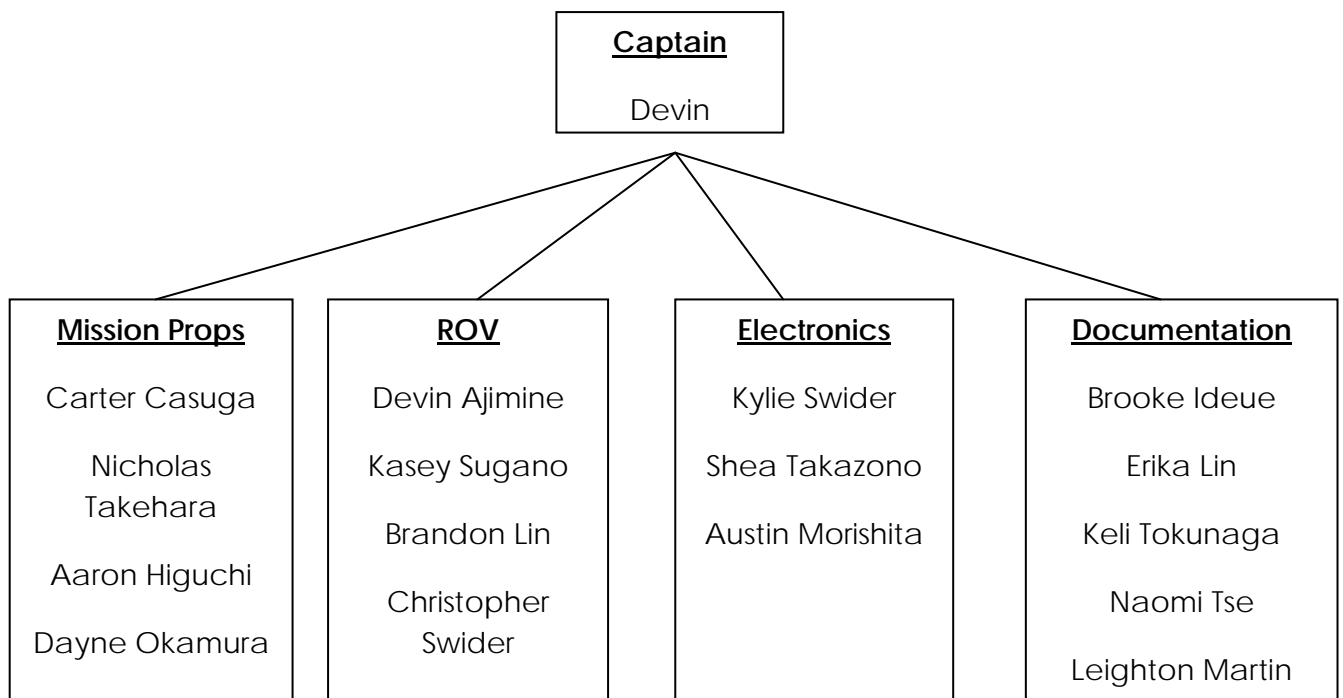 Captain
Devin
Mission Props
Carter Casuga
Nicholas
Takehara
Aaron Higuchi
Dayne Okamura
ROV
Devin Ajimine
Kasey Sugano
Brandon Lin
Christopher
Swider
Electronics
Kylie Swider
Shea Takazono
Austin Morishita
Documentation
Brooke Ideue
Erika Lin
Keli Tokunaga
Naomi Tse
Leighton Martin